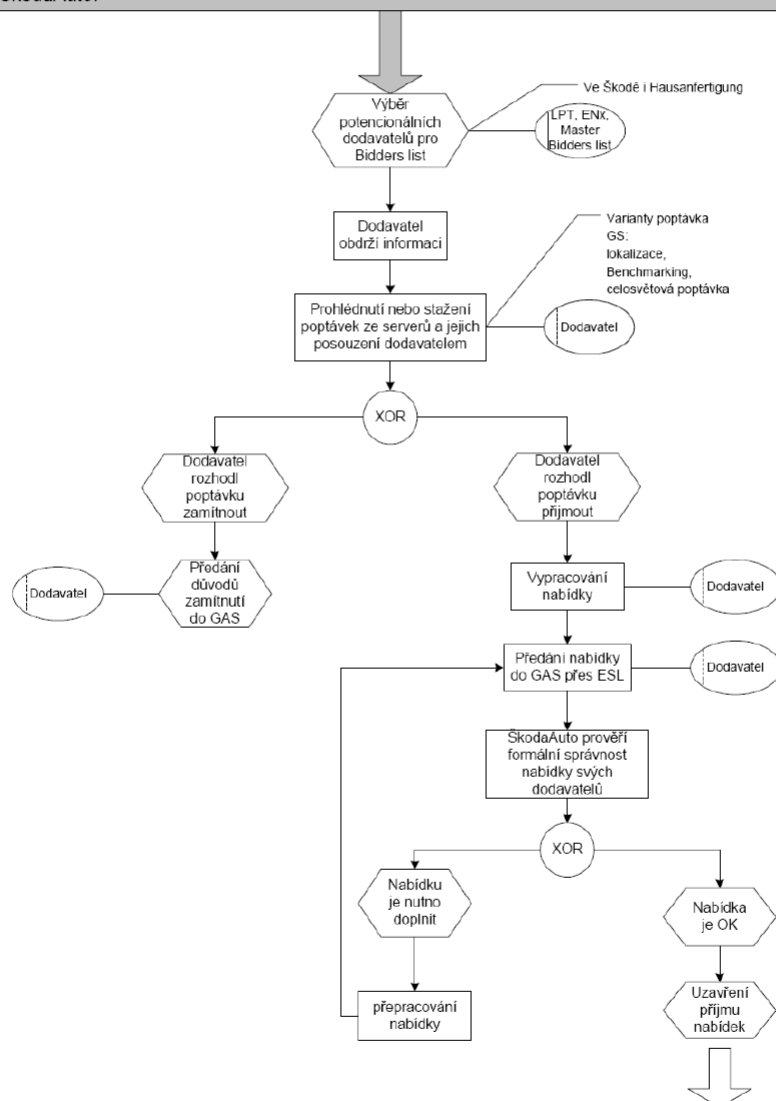 Výběr
potencionálních
dodavatelů pro
Bidders list
Ve Škodě i Hausanfertigung
LPT, ENX,
Master
Bidders list
Dodavatel
obdrží informaci
Varianty poptávka
GS:
lokalizace,
Benchmarking,
celosvětová poptávka
Prohlédnutí nebo stažení
poptávek ze serverů a jejich
posouzení dodavatelem
Dodavatel
XOR
Dodavatel
rozhodl
poptávku
zamítnout
Dodavatel
rozhodl
poptávku
přijmout
Dodavatel
Předání
důvodů
zamítnutí
do GAS
Vypracování
nabídky
Dodavatel
Předání nabídky
do GAS přes ESL
Dodavatel
ŠkodaAuto prověří
formální správnost
nabídky svých
dodavatelů
XOR
Nabídku
je nutno
doplnit
Nabídka
je OK
přepracování
nabídky
Uzavření
příjmu
nabídek